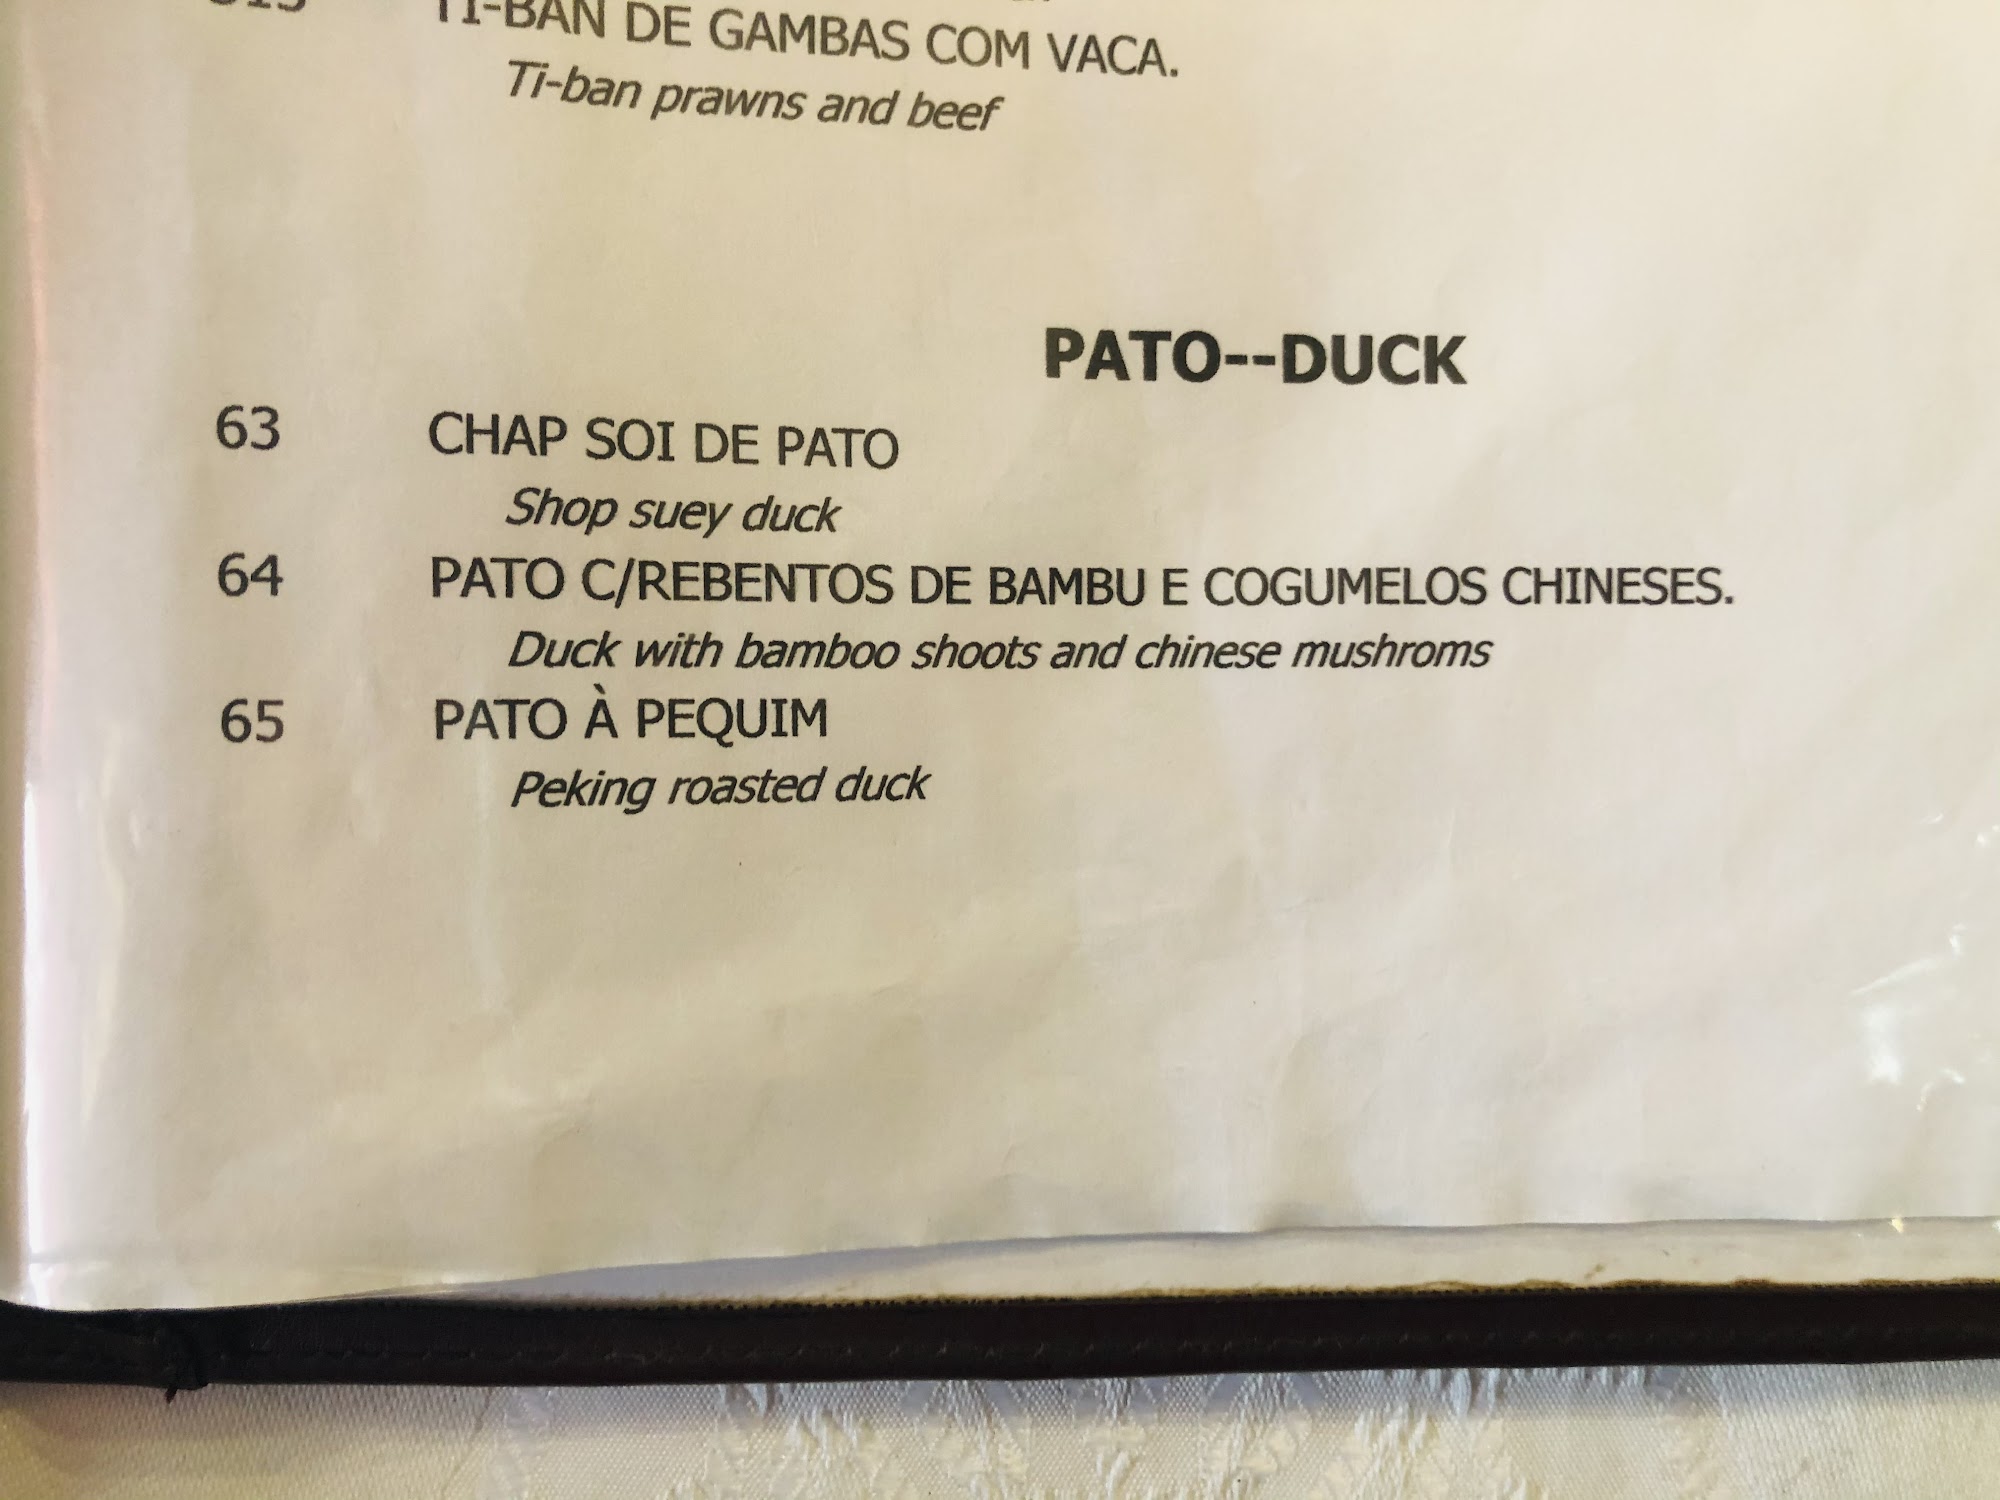 TI-BAN DE GAMBAS COM VACA.
Ti-ban prawns and beef
PATO--DUCK
63 CHAP SOI DE PATO
Shop suey duck
64 PATO C/REBENTOS DE BAMBU E COGUMELOS CHINESES.
Duck with bamboo shoots and chinese mushroms
65 PATO À PEQUIM
Peking roasted duck